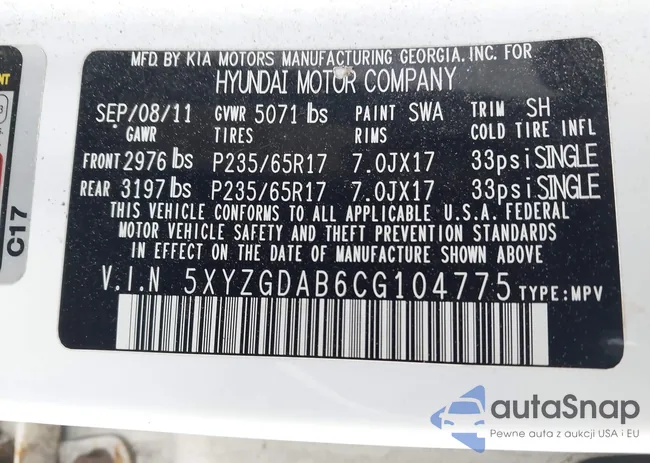 MFD.BY KIA MOTORS MANUFACTURING GEORGIA.INC.FOR
HYUNDAI MOTOR COMPANY
SEP/08/11 GVWR 5071 lbs PAINT SWA TRIM SH
GAWR TIRES RIMS COLD TIRE INFL
FRONT 2976 lbs P235/65R17 7.0JX17 33psi SINGLE
REAR 3197 lbs P235/65R17 7.0JX17 33psi SINGLE
THIS VEHICLE CONFORMS TO ALL APPLICABLE U.S.A. FEDERAL
MOTOR VEHICLE SAFETY AND THEFT PREVENTION STANDARDS
IN EFFECT ON THE DATE OF MANUFACTURE SHOWN ABOVE
V.I.N 5XYZGDAB6CG104775 TYPE:MPV
C17
autaSnap
Pewne auta z aukcji USA i EU